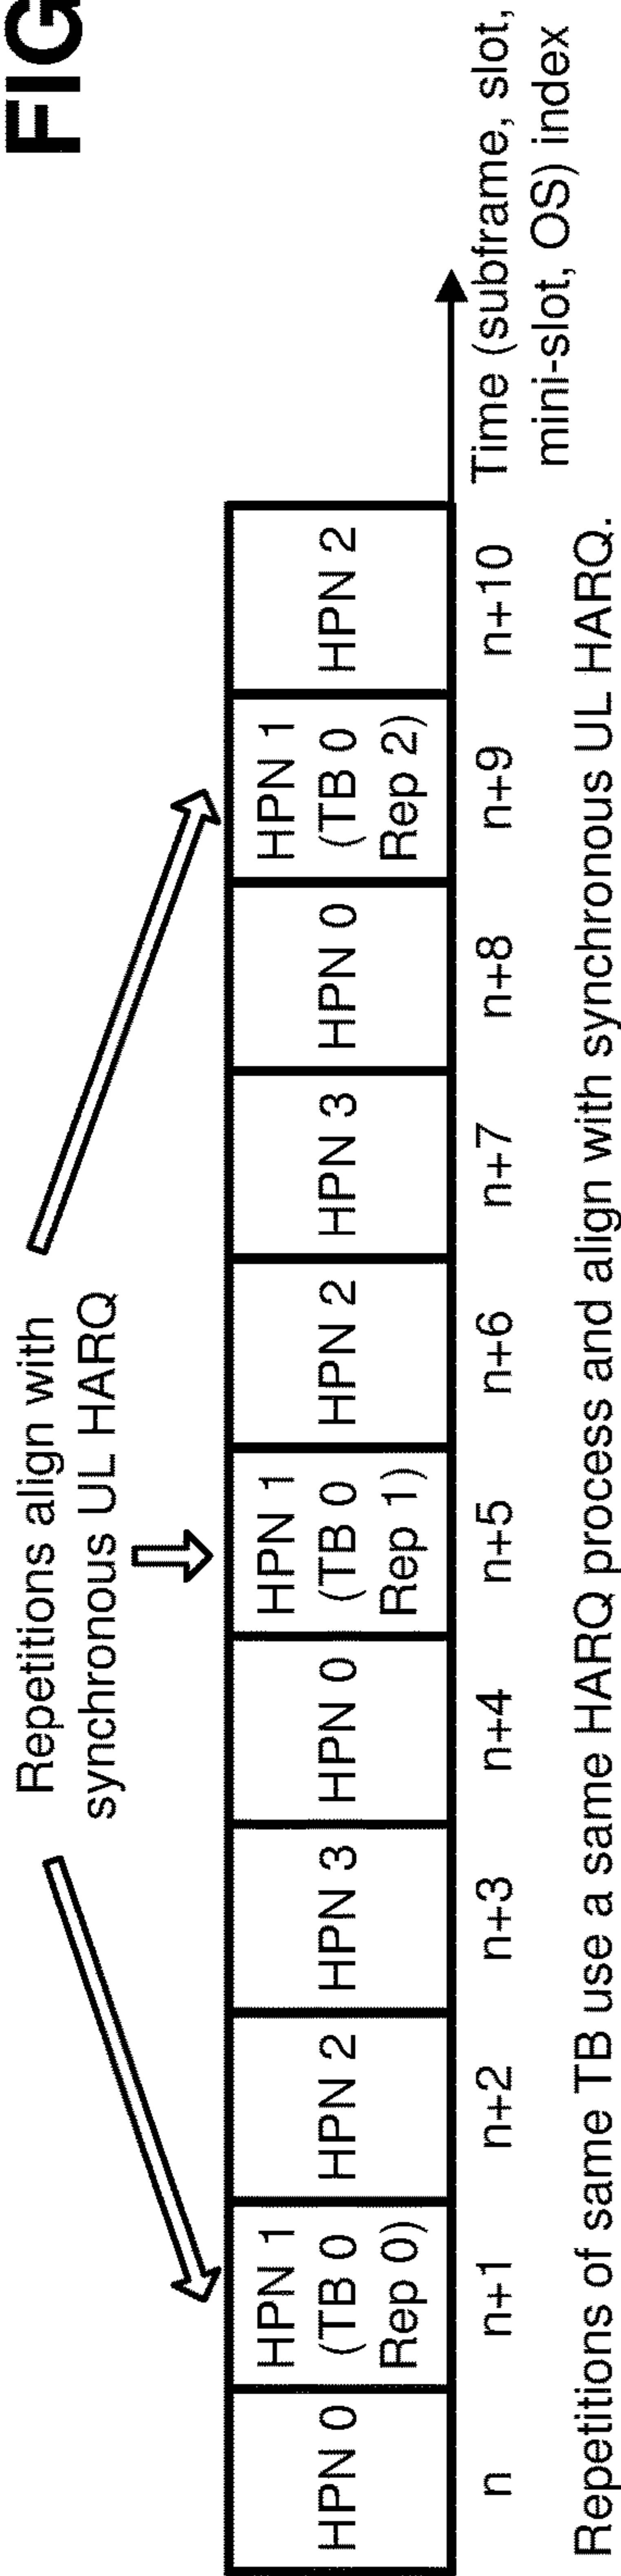 FIG
Repetitions align with
synchronous UL HARQ
HPN 0
HPN 1
(TB 0
Rep 0)
HPN 2
HPN 3
HPN 0
HPN 1
(TB 0
Rep 1)
HPN 2
HPN 3
HPN 0
HPN 1
(TB 0
Rep 2)
HPN 2
n
n+1
n+2
n+3
n+4
n+5
n+6
n+7
n+8
n+9
n+10
Time (subframe, slot,
mini-slot, OS) index
Repetitions of same TB use a same HARQ process and align with synchronous UL HARQ.